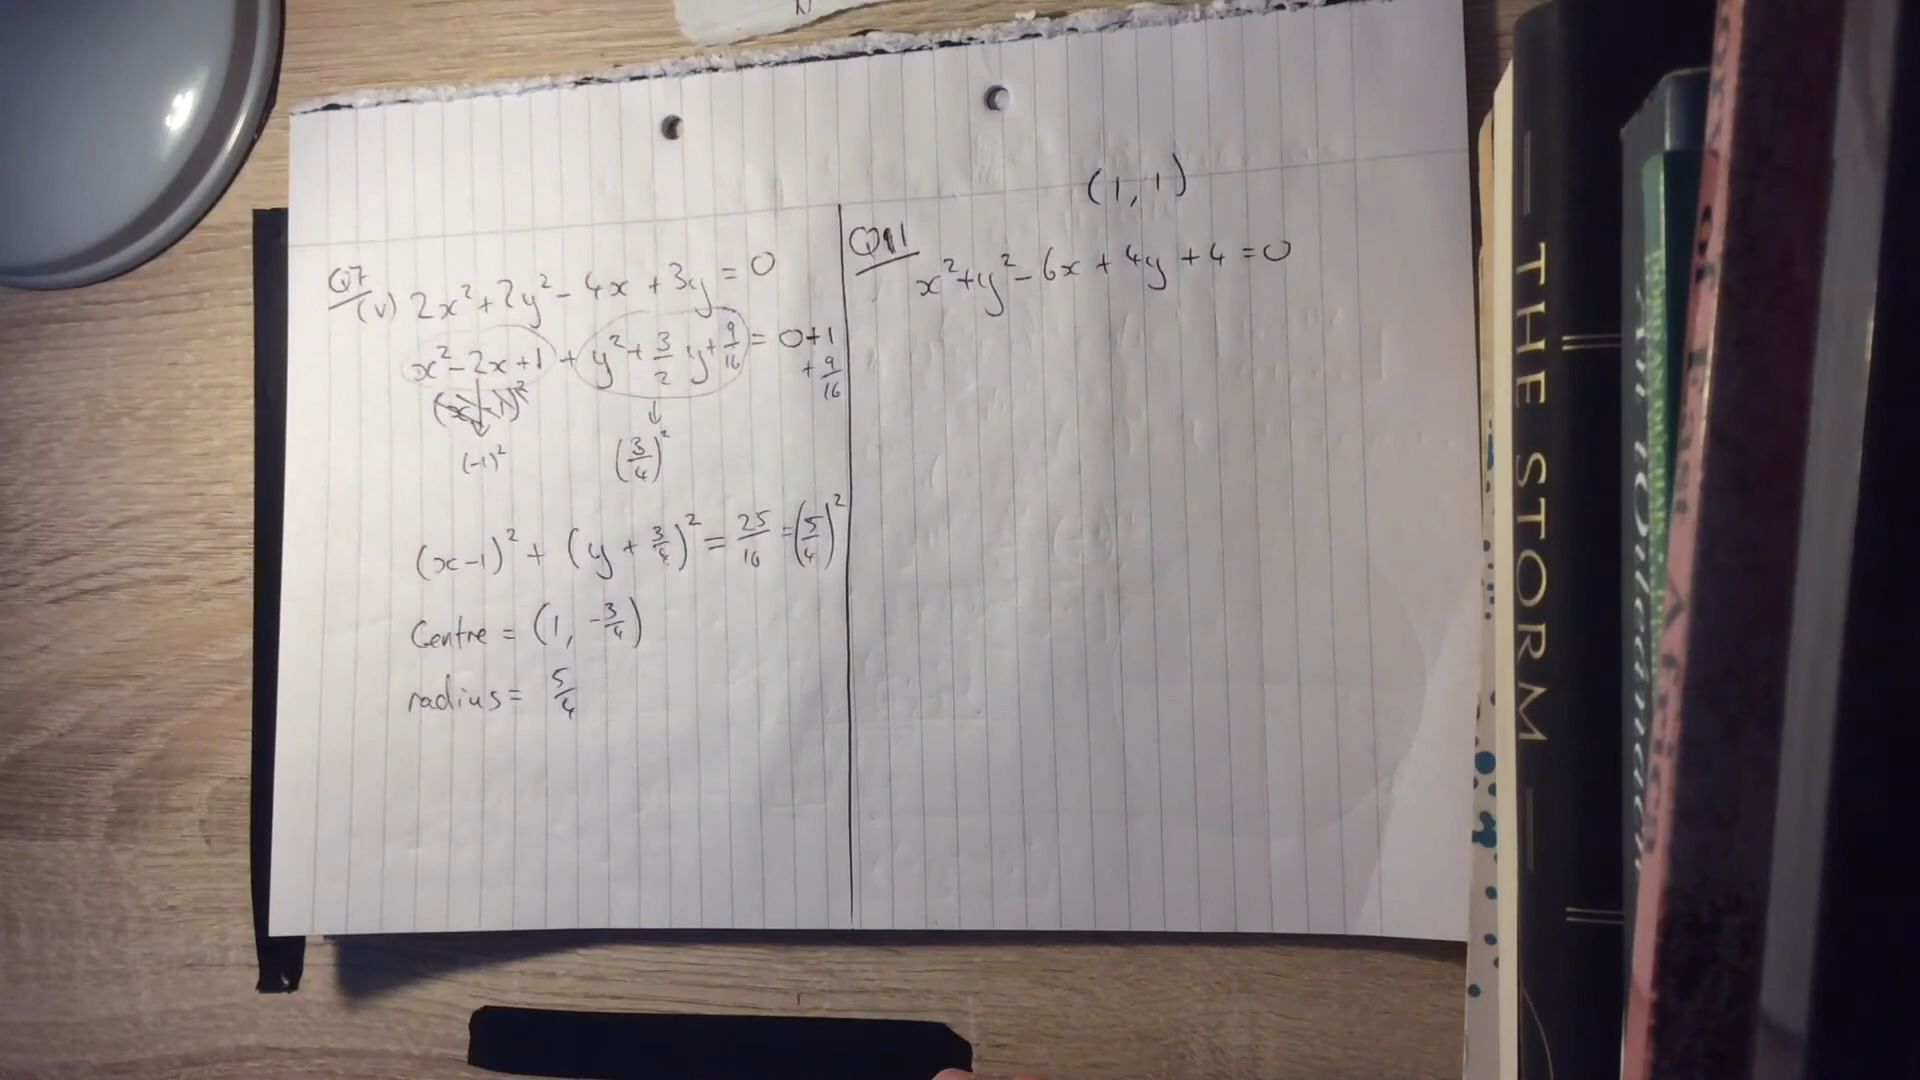 Q7
(v) 2x² + 2y² - 4x + 3y = 0
x² - 2x + 1 + y² + 3/2 y + 9/16 = 0 + 1 + 9/16
(-1)² (3/4)²
(x-1)² + (y + 3/4)² = 25/16 = (5/4)²
Centre = (1, -3/4)
radius = 5/4
(1, 1)
Q11
x² + y² - 6x + 4y + 4 = 0
THE STORM